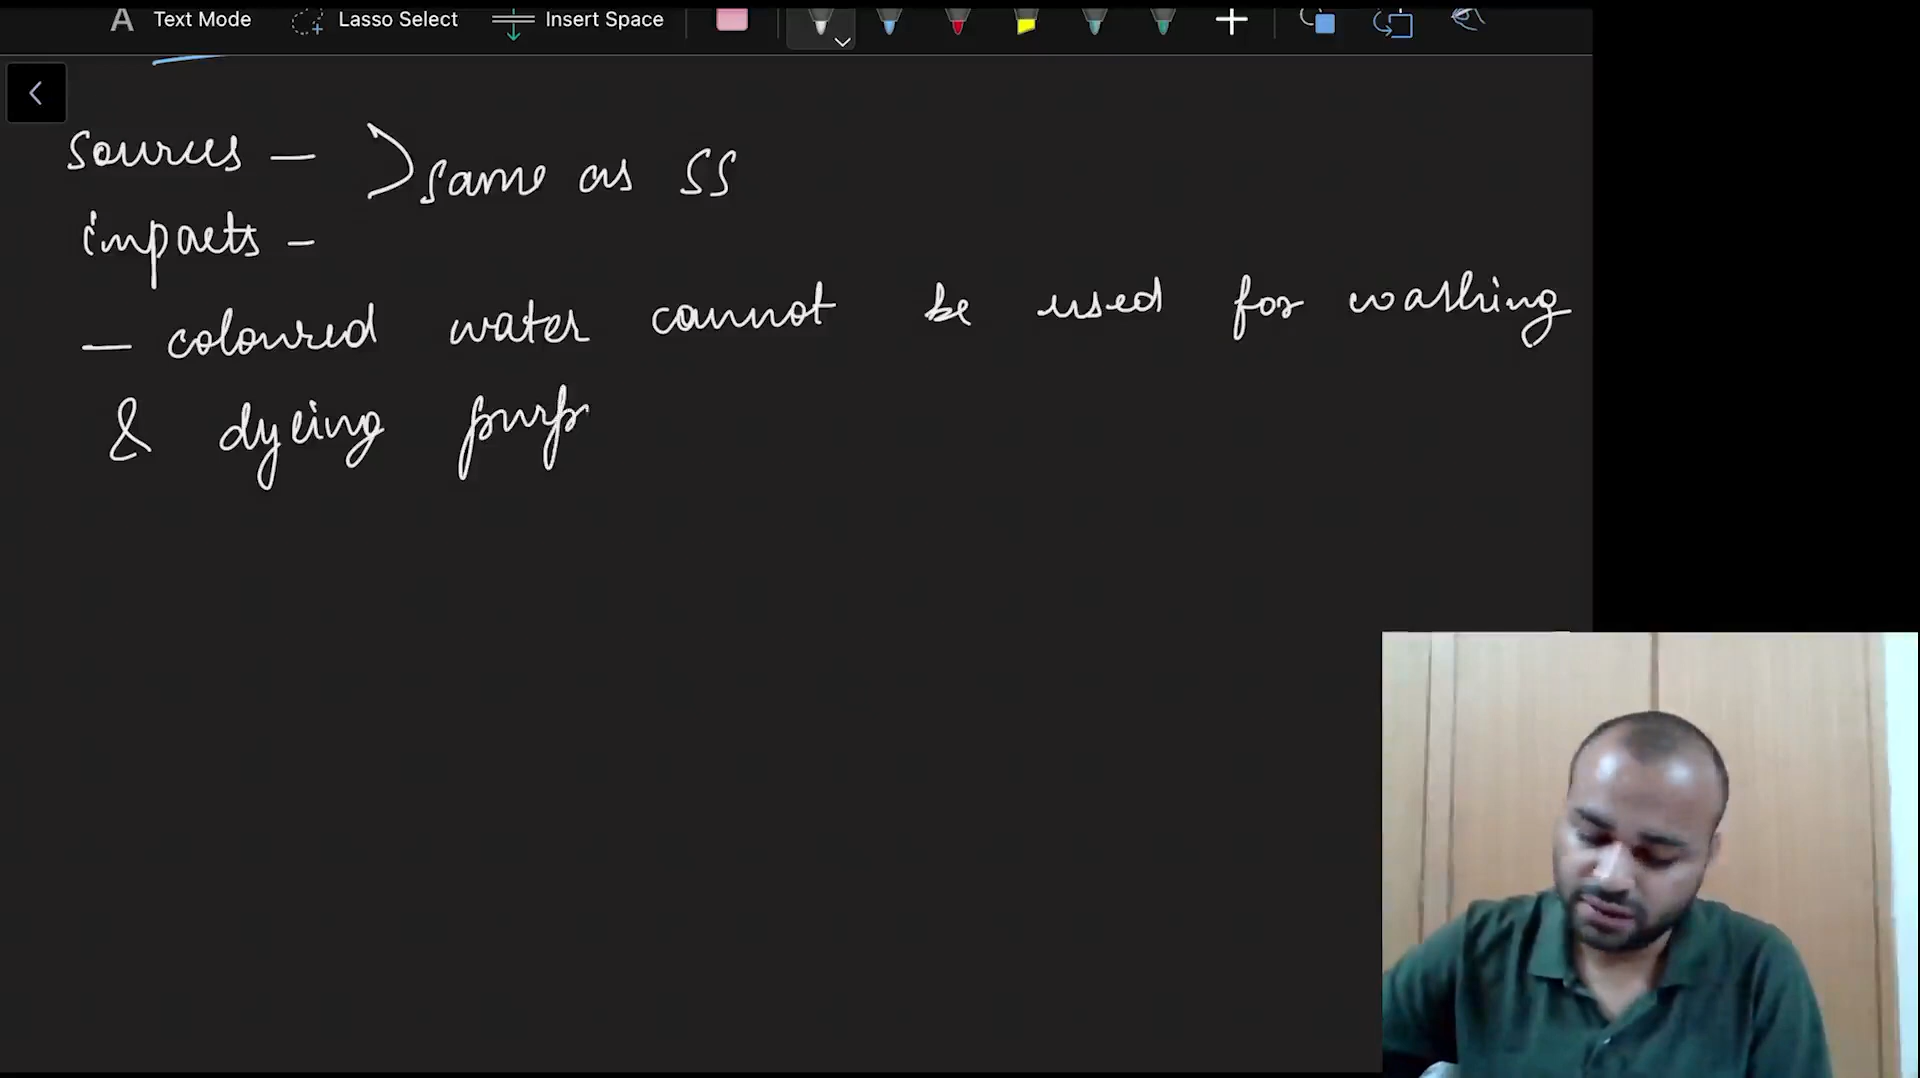 Text Mode Lasso Select Insert Space
sources —
same as SS
impacts —
— coloured water cannot be used for washing
& dyeing purp